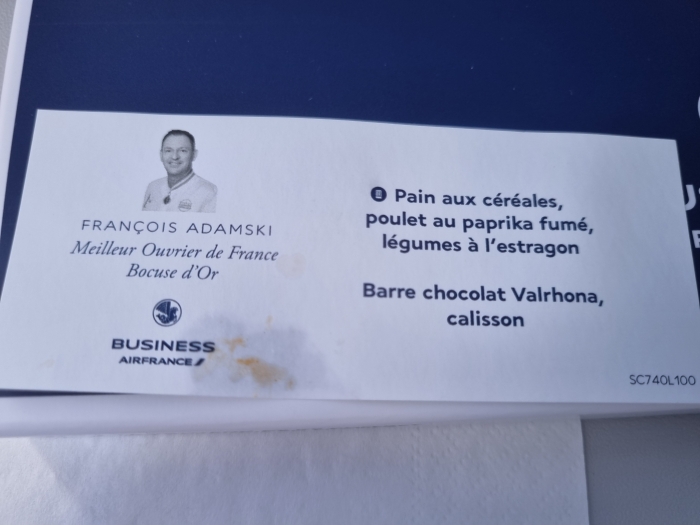 FRANÇOIS ADAMSKI
Meilleur Ouvrier de France
Bocuse d'Or
BUSINESS
AIRFRANCE
Pain aux céréales,
poulet au paprika fumé,
légumes à l'estragon
Barre chocolat Valrhona,
calisson
SC740L100